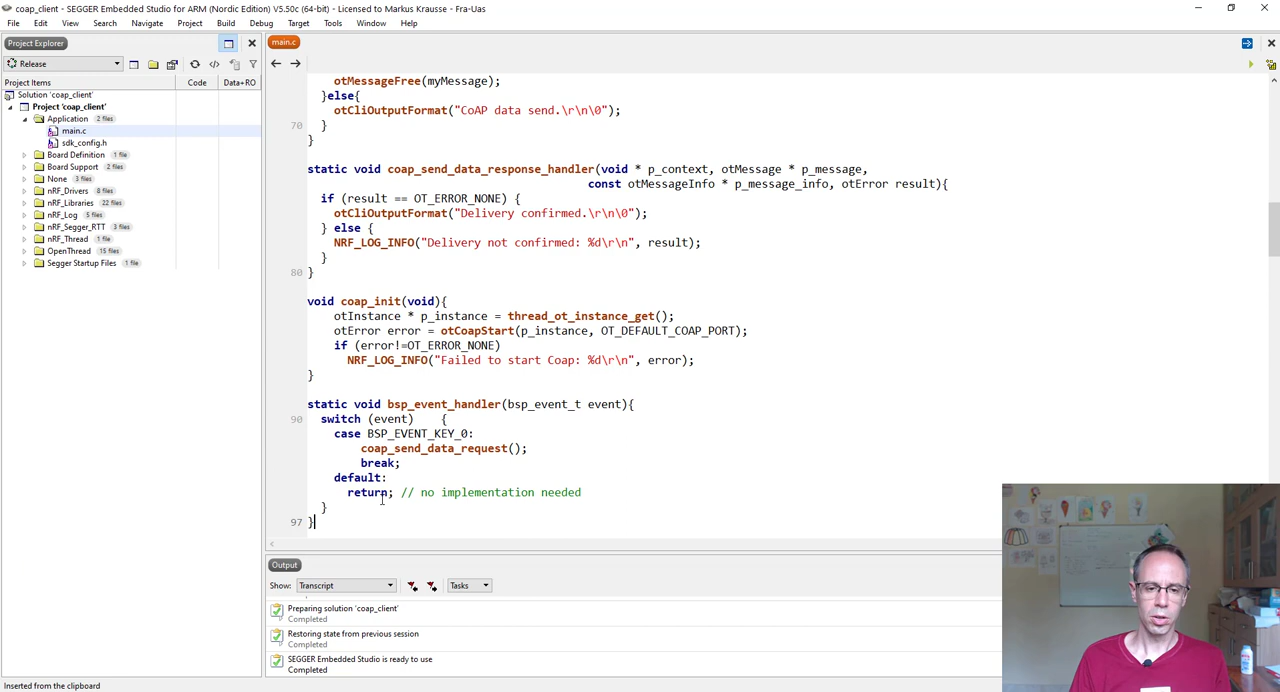 coap_client - SEGGER Embedded Studio for ARM (Nordic Edition) V5.50c (64-bit) - Licensed to Markus Krausse - Fra-Uas
File Edit View Search Navigate Project Build Debug Target Tools Window Help
Project Explorer
main.c
Release
Project Items Code Data+RO
Solution 'coap_client'
Project 'coap_client'
Application 2 files
main.c
sdk_config.h
Board Definition 1 file
Board Support 2 files
None 3 files
nRF_Drivers 8 files
nRF_Libraries 22 files
nRF_Log 5 files
nRF_Segger_RTT 3 files
nRF_Thread 1 file
OpenThread 15 files
Segger Startup Files 1 file
otMessageFree(myMessage);
}else{
otCliOutputFormat("CoAP data send.\r\n\0");
70 }
}
static void coap_send_data_response_handler(void * p_context, otMessage * p_message,
const otMessageInfo * p_message_info, otError result){
if (result == OT_ERROR_NONE) {
otCliOutputFormat("Delivery confirmed.\r\n\0");
} else {
NRF_LOG_INFO("Delivery not confirmed: %d\r\n", result);
}
80 }
void coap_init(void){
otInstance * p_instance = thread_ot_instance_get();
otError error = otCoapStart(p_instance, OT_DEFAULT_COAP_PORT);
if (error!=OT_ERROR_NONE)
NRF_LOG_INFO("Failed to start Coap: %d\r\n", error);
}
static void bsp_event_handler(bsp_event_t event){
90 switch (event) {
case BSP_EVENT_KEY_0:
coap_send_data_request();
break;
default:
return; // no implementation needed
}
97 }
Output
Show: Transcript Tasks
Preparing solution 'coap_client'
Completed
Restoring state from previous session
Completed
SEGGER Embedded Studio is ready to use
Completed
Inserted from the clipboard